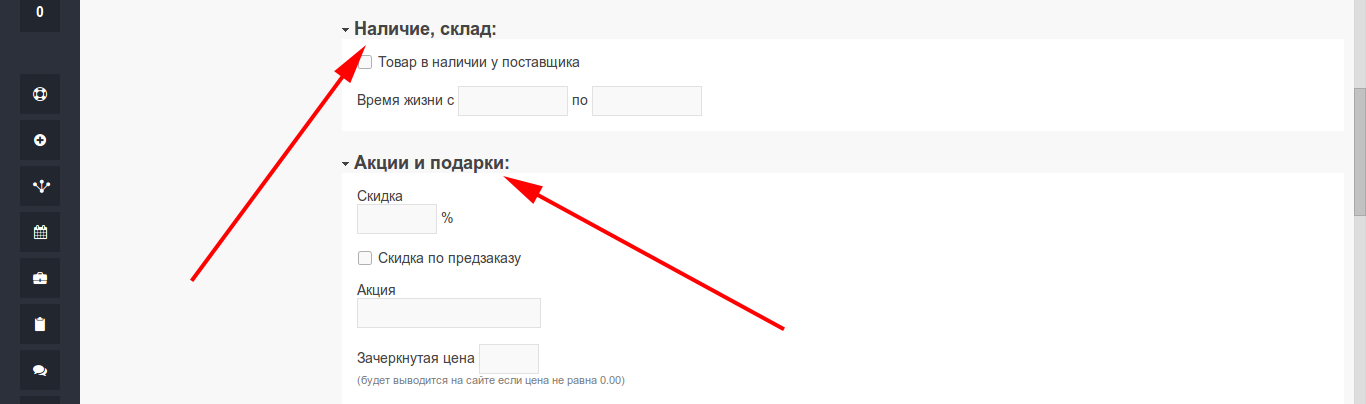 0
Наличие, склад:
Товар в наличии у поставщика
Время жизни с по
Акции и подарки:
Скидка
%
Скидка по предзаказу
Акция
Зачеркнутая цена
(будет выводится на сайте если цена не равна 0.00)